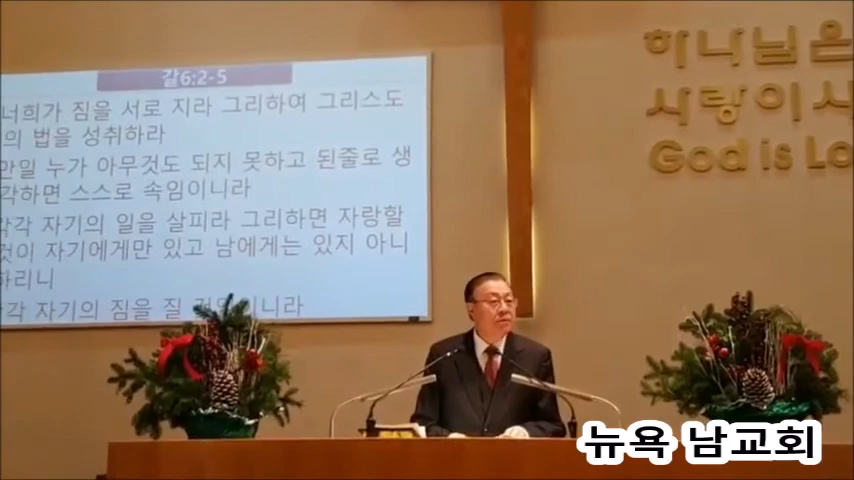 갈6:2-5
너희가 짐을 서로 지라 그리하여 그리스도
의 법을 성취하라
만일 누가 아무것도 되지 못하고 된줄로 생
각하면 스스로 속임이니라
각각 자기의 일을 살피라 그리하면 자랑할
것이 자기에게만 있고 남에게는 있지 아니
하리니
각각 자기의 짐을 질 것임이니라
하나님은
사랑이시
God is Lo
뉴욕 남교회